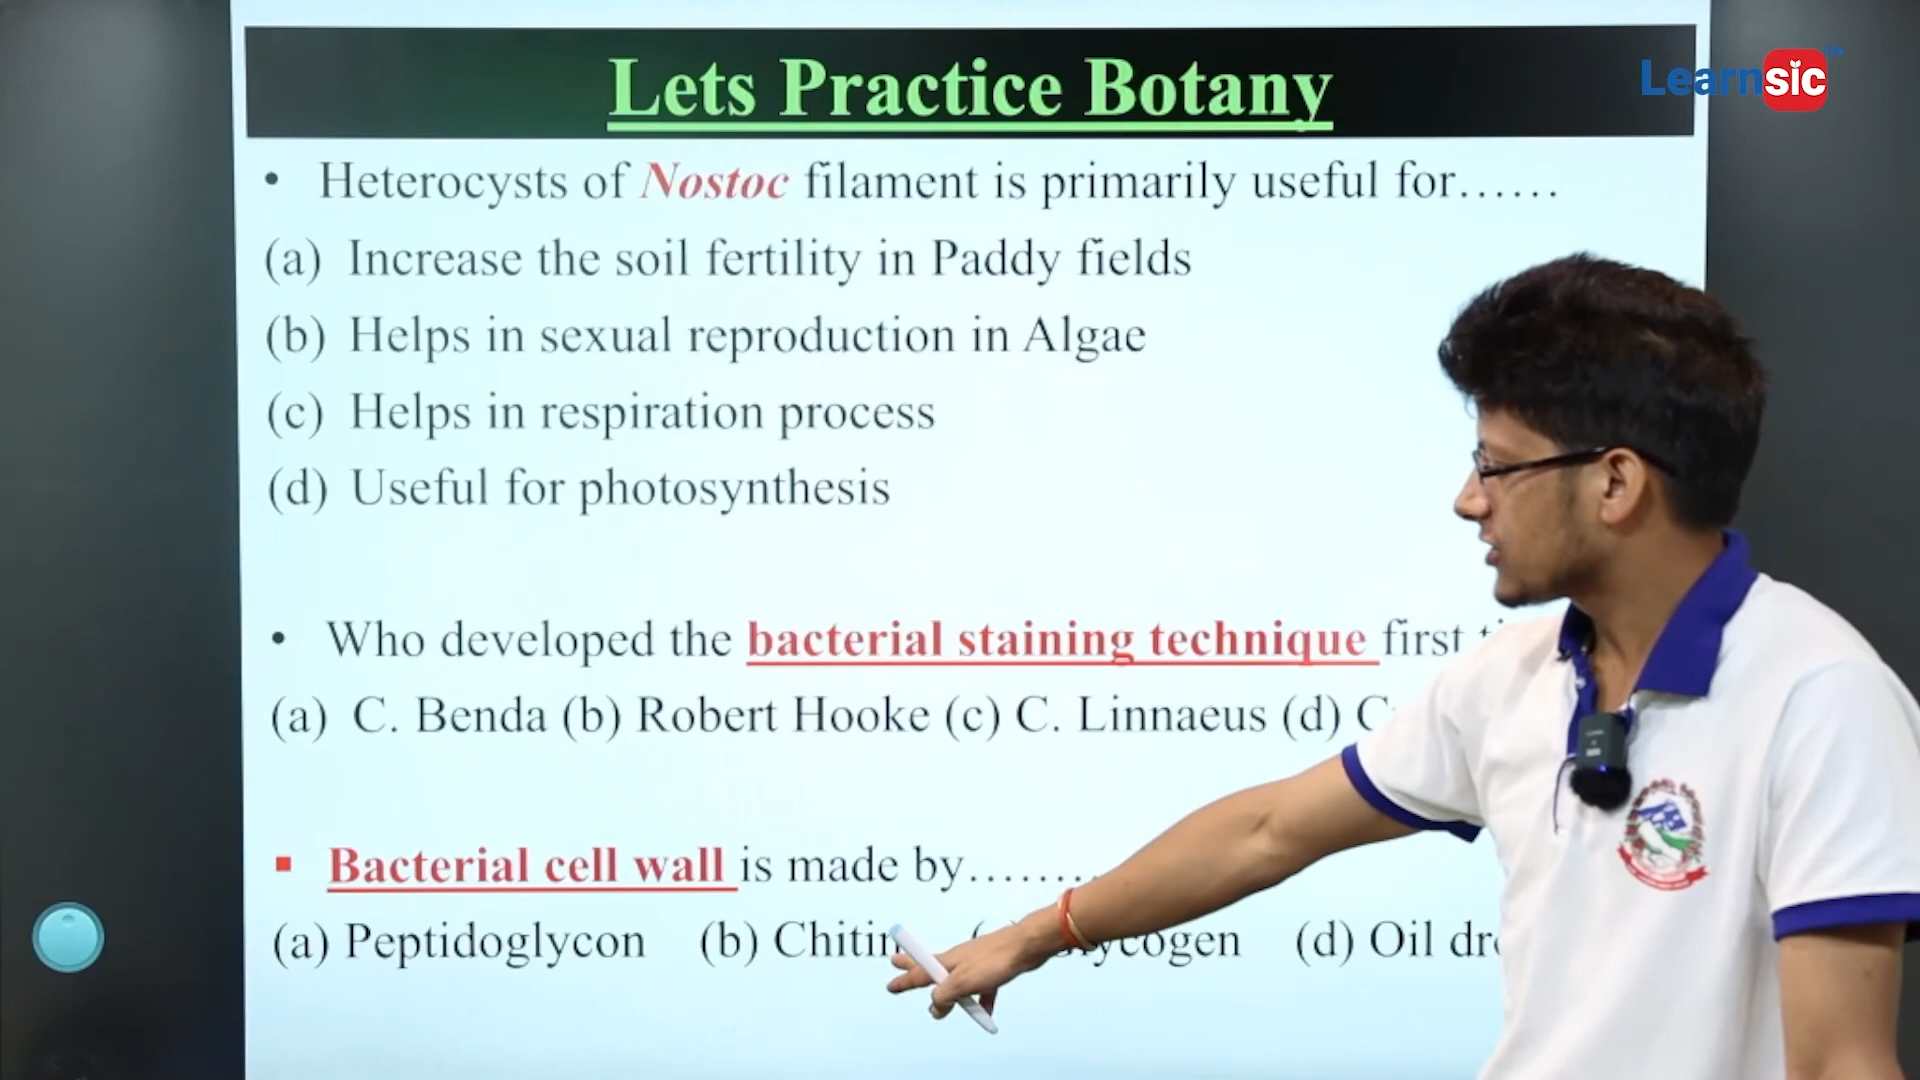 Lets Practice Botany
Learnsic
• Heterocysts of Nostoc filament is primarily useful for......
(a) Increase the soil fertility in Paddy fields
(b) Helps in sexual reproduction in Algae
(c) Helps in respiration process
(d) Useful for photosynthesis
• Who developed the bacterial staining technique first
(a) C. Benda (b) Robert Hooke (c) C. Linnaeus (d) C
▪ Bacterial cell wall is made by........
(a) Peptidoglycon (b) Chitin (d) Oil